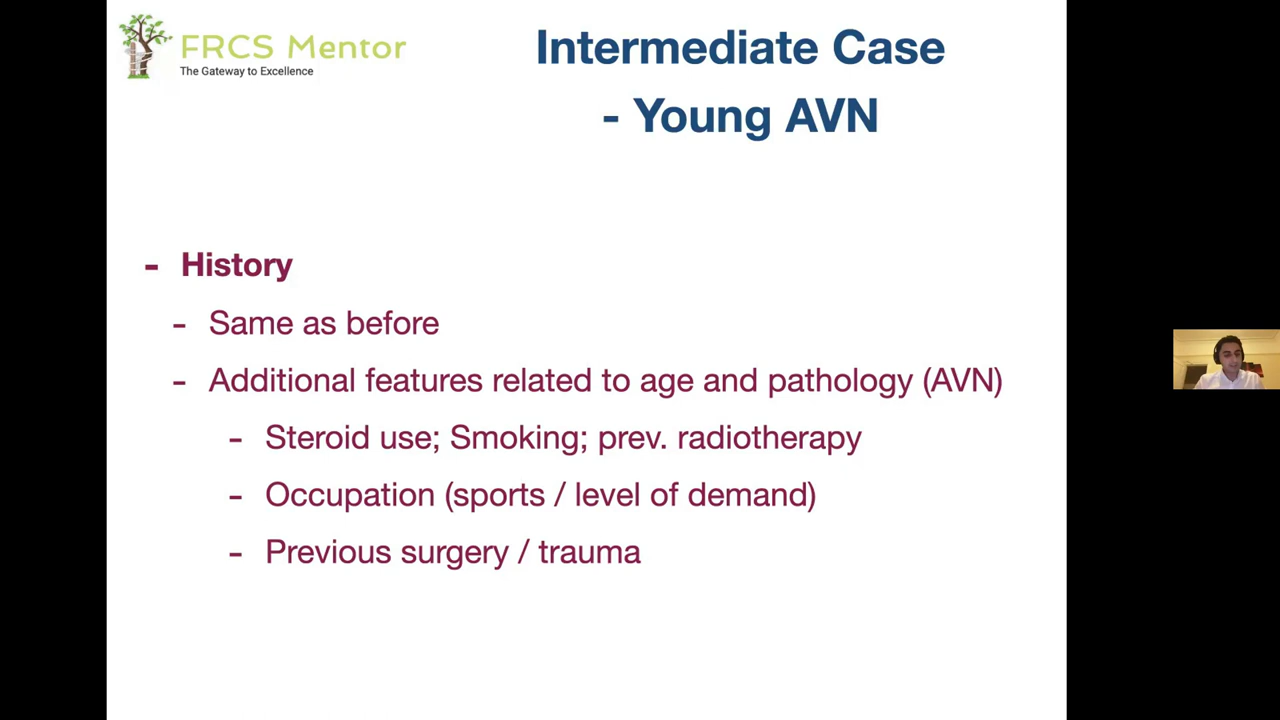 FRCS Mentor
The Gateway to Excellence
Intermediate Case
- Young AVN
- History
- Same as before
- Additional features related to age and pathology (AVN)
- Steroid use; Smoking; prev. radiotherapy
- Occupation (sports / level of demand)
- Previous surgery / trauma